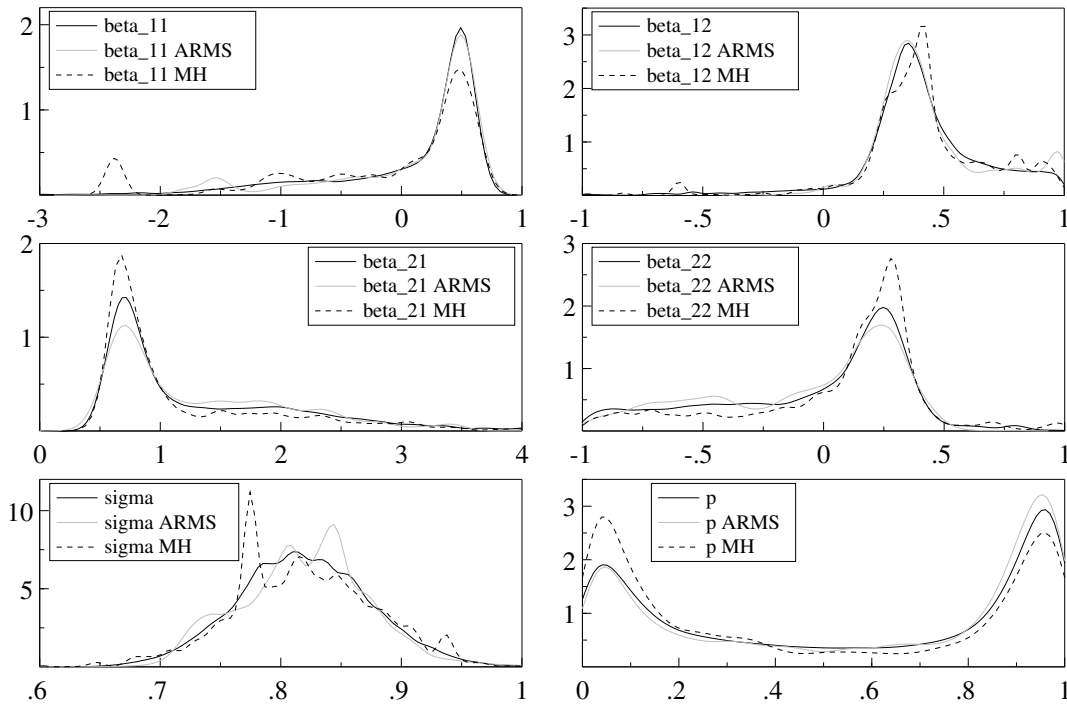 2
1
beta_11
beta_11 ARMS
beta_11 MH
-3 -2 -1 0 1
3
2
1
beta_12
beta_12 ARMS
beta_12 MH
-1 -.5 0 .5 1
2
1
beta_21
beta_21 ARMS
beta_21 MH
0 1 2 3 4
3
2
1
beta_22
beta_22 ARMS
beta_22 MH
-1 -.5 0 .5 1
10
5
sigma
sigma ARMS
sigma MH
.6 .7 .8 .9 1
3
2
1
p
p ARMS
p MH
0 .2 .4 .6 .8 1